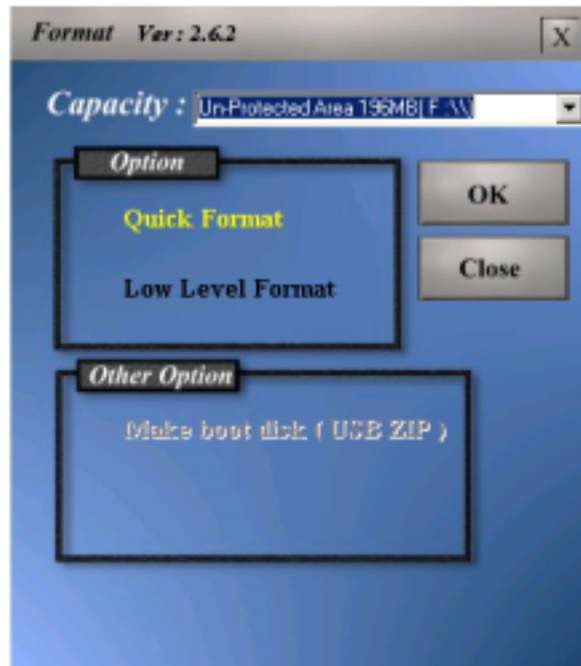 Format Ver : 2.6.2 X
Capacity : Un-Protected Area 196MB[ F :\\]
Option
Quick Format
Low Level Format
OK
Close
Other Option
Make boot disk ( USB ZIP )